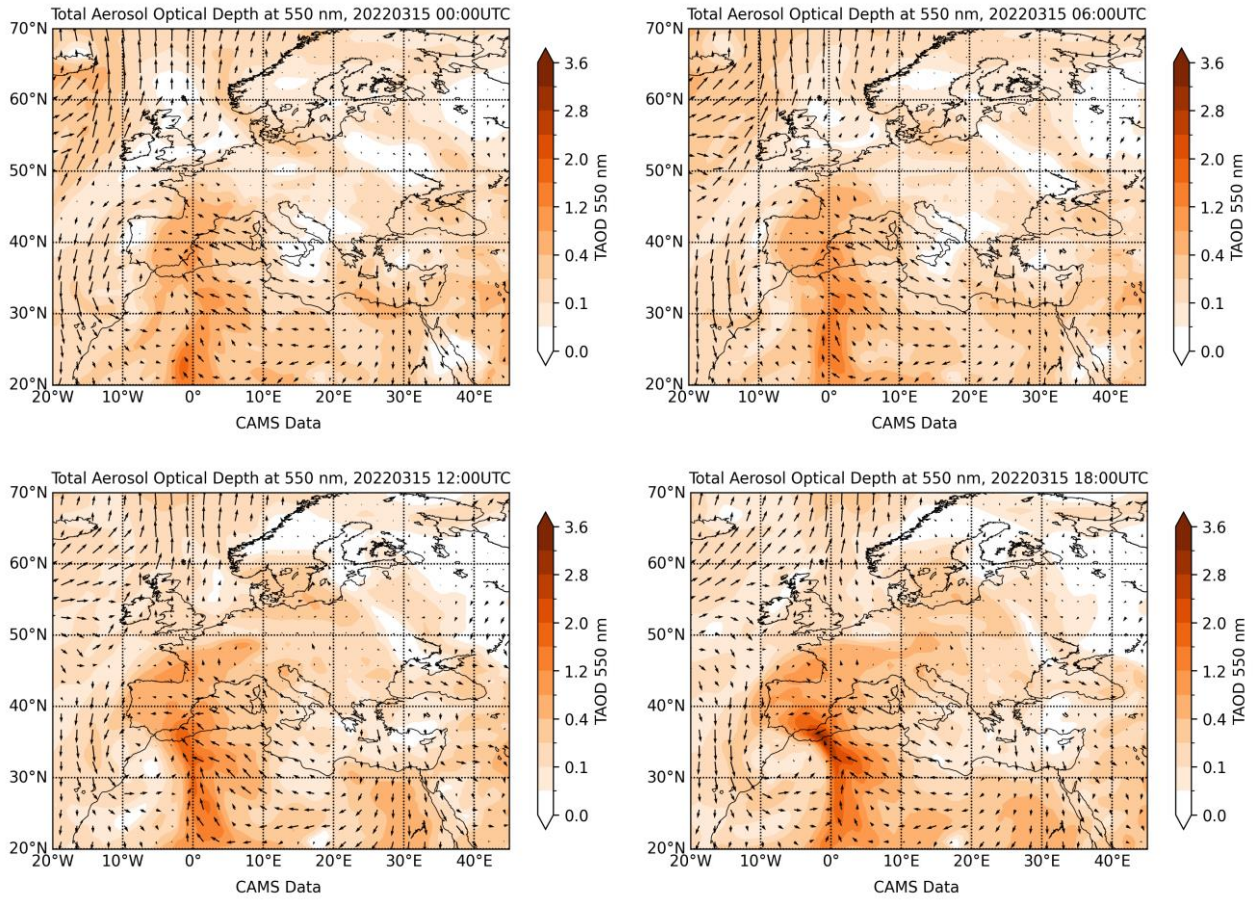 Total Aerosol Optical Depth at 550 nm, 20220315 00:00UTC
70°N
60°N
50°N
40°N
30°N
20°N
20°W
10°W
0°
10°E
20°E
30°E
40°E
3.6
2.8
2.0
1.2
0.4
0.1
0.0
TAOD 550 nm
CAMS Data
Total Aerosol Optical Depth at 550 nm, 20220315 06:00UTC
70°N
60°N
50°N
40°N
30°N
20°N
20°W
10°W
0°
10°E
20°E
30°E
40°E
3.6
2.8
2.0
1.2
0.4
0.1
0.0
TAOD 550 nm
CAMS Data
Total Aerosol Optical Depth at 550 nm, 20220315 12:00UTC
70°N
60°N
50°N
40°N
30°N
20°N
20°W
10°W
0°
10°E
20°E
30°E
40°E
3.6
2.8
2.0
1.2
0.4
0.1
0.0
TAOD 550 nm
CAMS Data
Total Aerosol Optical Depth at 550 nm, 20220315 18:00UTC
70°N
60°N
50°N
40°N
30°N
20°N
20°W
10°W
0°
10°E
20°E
30°E
40°E
3.6
2.8
2.0
1.2
0.4
0.1
0.0
TAOD 550 nm
CAMS Data